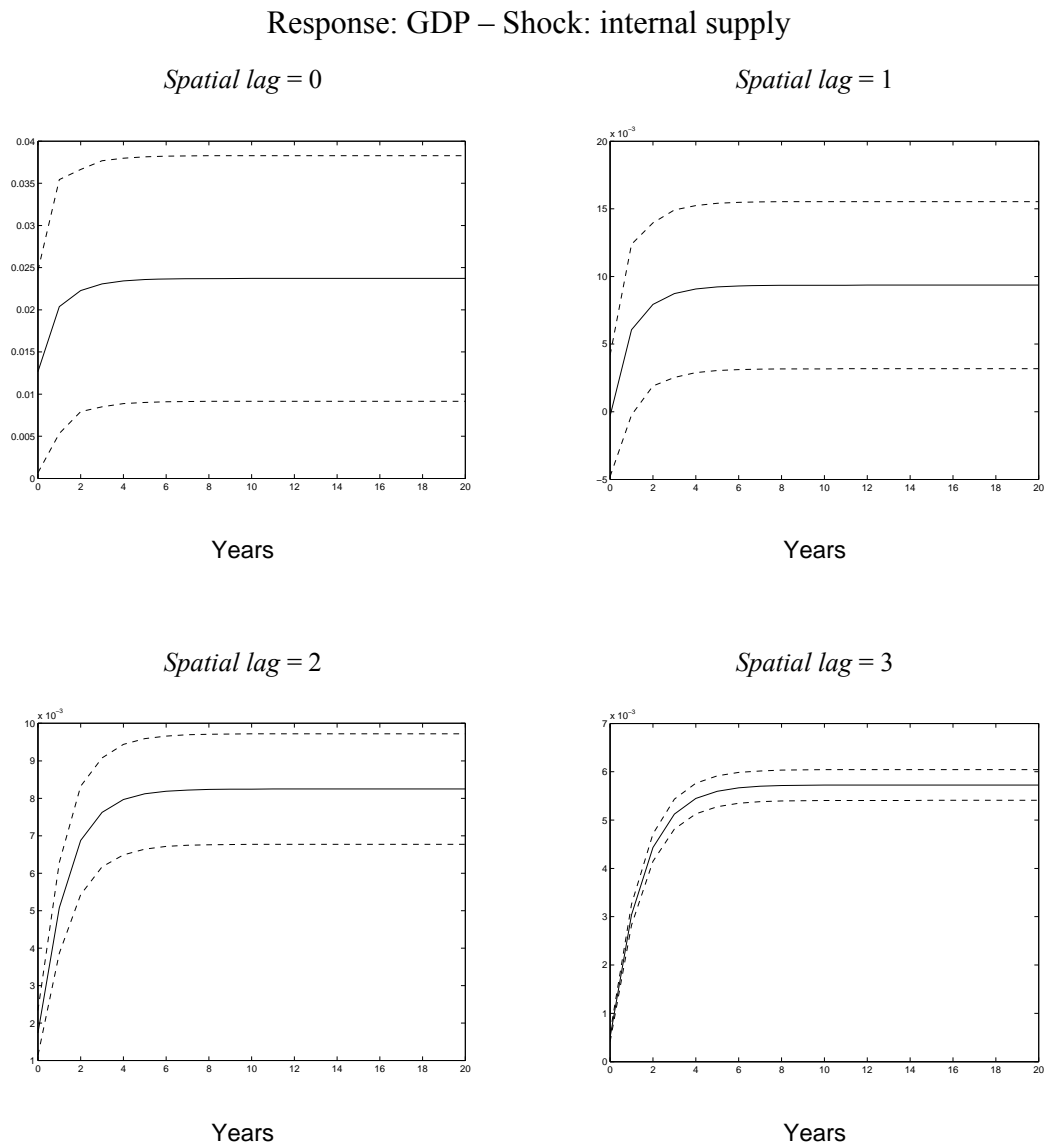 Response: GDP – Shock: internal supply
Spatial lag = 0
Spatial lag = 1
0.04
0.035
0.03
0.025
0.02
0.015
0.01
0.005
0
0 2 4 6 8 10 12 14 16 18 20
Years
x 10⁻³
20
15
10
5
0
−5
0 2 4 6 8 10 12 14 16 18 20
Years
Spatial lag = 2
Spatial lag = 3
x 10⁻³
10
9
8
7
6
5
4
3
2
1
0 2 4 6 8 10 12 14 16 18 20
Years
x 10⁻³
7
6
5
4
3
2
1
0
0 2 4 6 8 10 12 14 16 18 20
Years